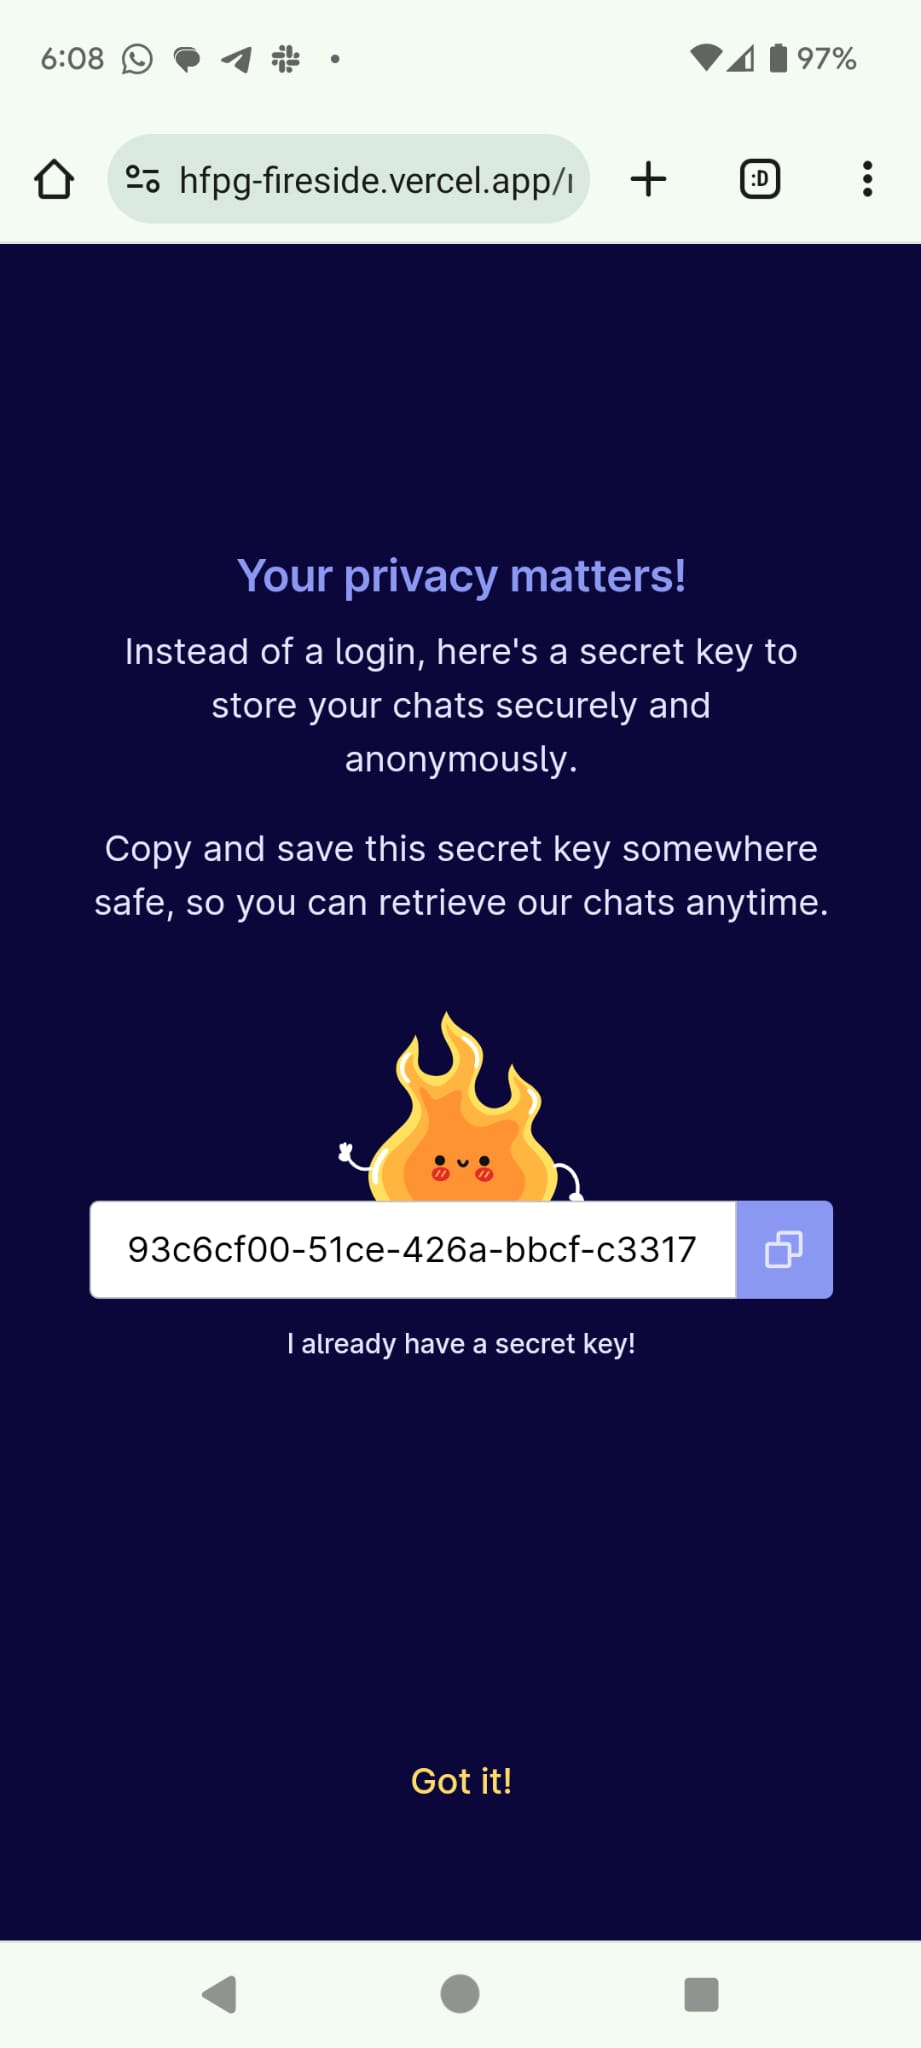 6:08
97%
hfpg-fireside.vercel.app/
:D
Your privacy matters!
Instead of a login, here's a secret key to
store your chats securely and
anonymously.
Copy and save this secret key somewhere
safe, so you can retrieve our chats anytime.
93c6cf00-51ce-426a-bbcf-c3317
I already have a secret key!
Got it!